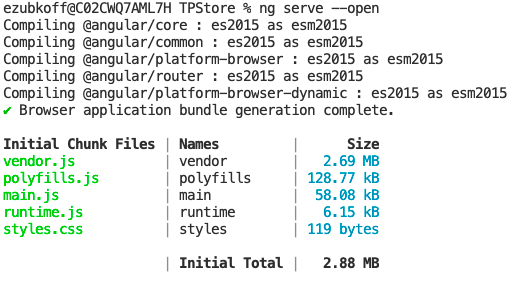 ezubkoff@C02CWQ7AML7H TPStore % ng serve --open
Compiling @angular/core : es2015 as esm2015
Compiling @angular/common : es2015 as esm2015
Compiling @angular/platform-browser : es2015 as esm2015
Compiling @angular/router : es2015 as esm2015
Compiling @angular/platform-browser-dynamic : es2015 as esm2015
✔ Browser application bundle generation complete.

Initial Chunk Files | Names         |      Size
vendor.js           | vendor        |   2.69 MB
polyfills.js        | polyfills     | 128.77 kB
main.js             | main          |  58.08 kB
runtime.js          | runtime       |   6.15 kB
styles.css          | styles        | 119 bytes

                    | Initial Total |   2.88 MB